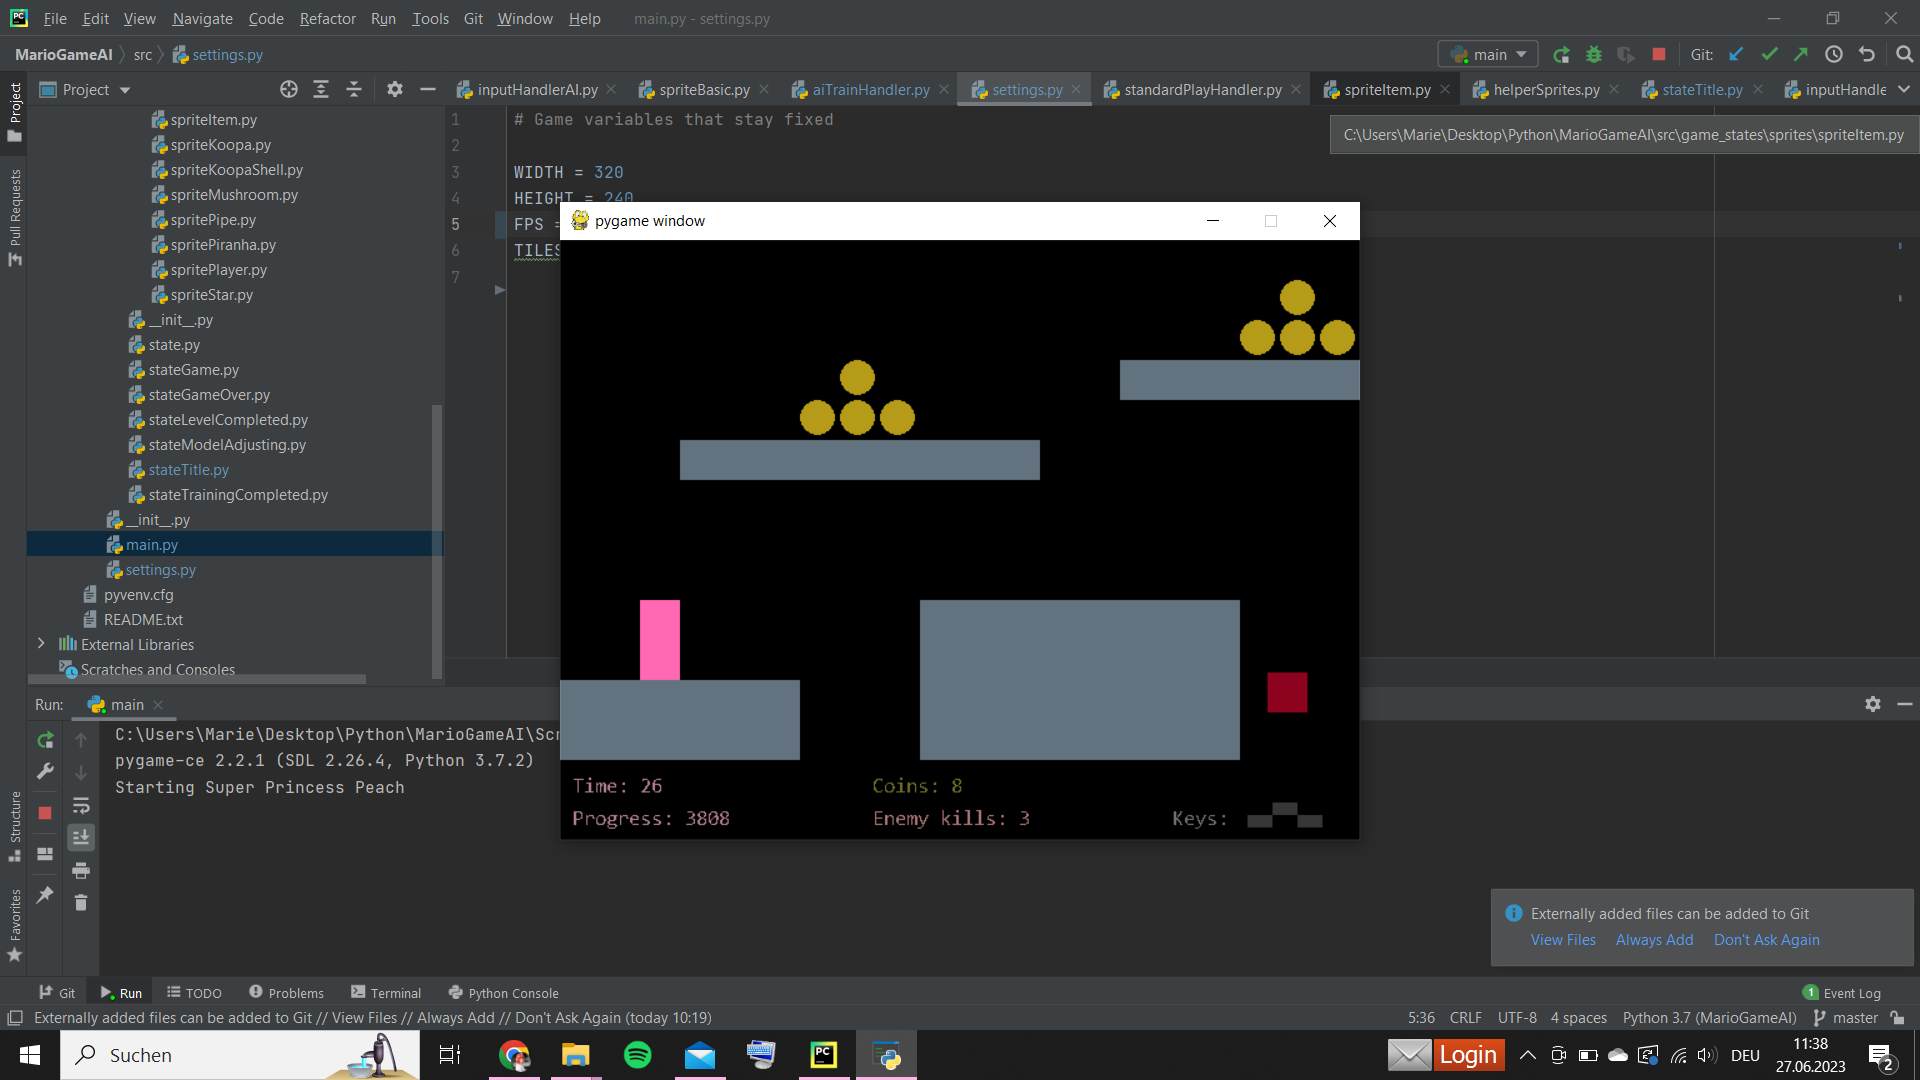 PC File Edit View Navigate Code Refactor Run Tools Git Window Help main.py - settings.py
MarioGameAI src settings.py main Git:
Project inputHandlerAI.py spriteBasic.py aiTrainHandler.py settings.py standardPlayHandler.py spriteItem.py helperSprites.py stateTitle.py inputHandle
C:\Users\Marie\Desktop\Python\MarioGameAI\src\game_states\sprites\spriteItem.py
Project
Pull Requests
Structure
Favorites
spriteItem.py
spriteKoopa.py
spriteKoopaShell.py
spriteMushroom.py
spritePipe.py
spritePiranha.py
spritePlayer.py
spriteStar.py
__init__.py
state.py
stateGame.py
stateGameOver.py
stateLevelCompleted.py
stateModelAdjusting.py
stateTitle.py
stateTrainingCompleted.py
__init__.py
main.py
settings.py
pyvenv.cfg
README.txt
External Libraries
Scratches and Consoles
1 # Game variables that stay fixed
2
3 WIDTH = 320
4 HEIGHT = 240
5 FPS =
6 TILES
7
pygame window
Time: 26 Coins: 8
Progress: 3808 Enemy kills: 3 Keys:
Run: main
C:\Users\Marie\Desktop\Python\MarioGameAI\Scr
pygame-ce 2.2.1 (SDL 2.26.4, Python 3.7.2)
Starting Super Princess Peach
Externally added files can be added to Git
View Files Always Add Don't Ask Again
Git Run TODO Problems Terminal Python Console 1 Event Log
Externally added files can be added to Git // View Files // Always Add // Don't Ask Again (today 10:19) 5:36 CRLF UTF-8 4 spaces Python 3.7 (MarioGameAI) master
Suchen PC Login DEU 11:38
27.06.2023 2